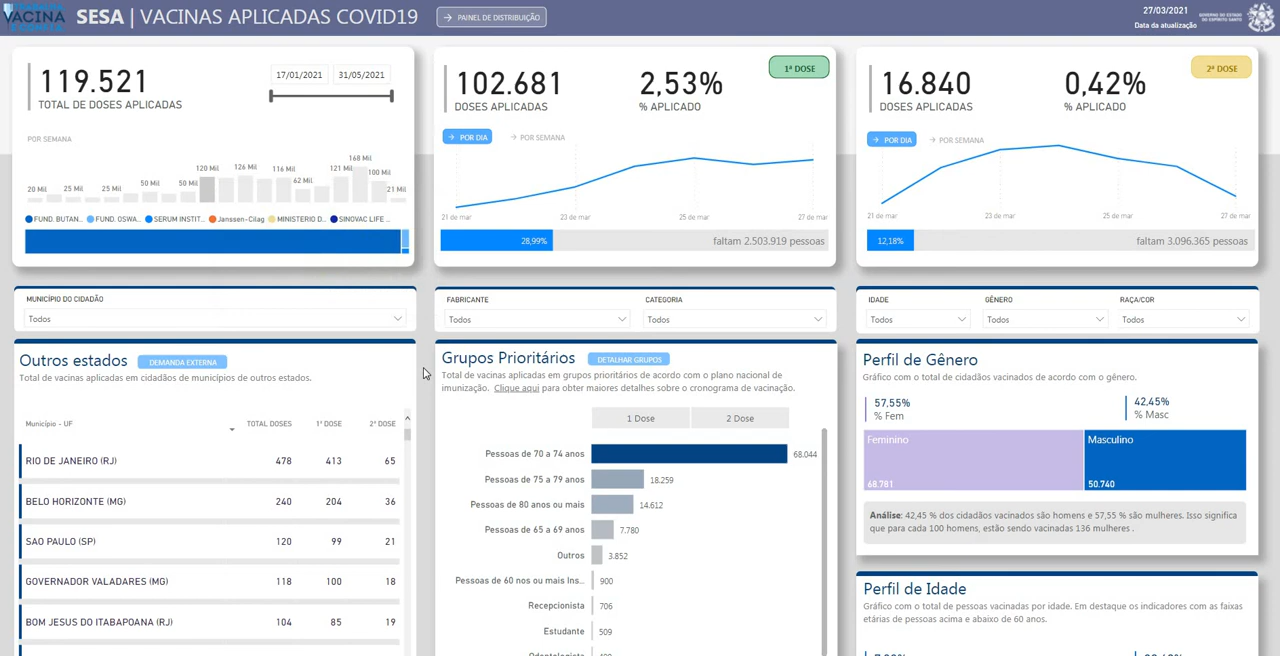 VACINA
SESA | VACINAS APLICADAS COVID19
PAINEL DE DISTRIBUIÇÃO
27/03/2021
Data da atualização
GOVERNO DO ESTADO
DO ESPÍRITO SANTO
119.521
TOTAL DE DOSES APLICADAS
17/01/2021 31/05/2021
POR SEMANA
20 Mil 25 Mil 25 Mil 50 Mil 50 Mil 120 Mil 126 Mil 116 Mil 62 Mil 121 Mil 168 Mil 100 Mil 21 Mil
FUND. BUTAN... FUND. OSWA... SERUM INSTIT... Janssen-Cilag MINISTERIO D... SINOVAC LIFE ...
102.681
DOSES APLICADAS
2,53%
% APLICADO
1ª DOSE
POR DIA POR SEMANA
21 de mar 23 de mar 25 de mar 27 de mar
28,99% faltam 2.503.919 pessoas
16.840
DOSES APLICADAS
0,42%
% APLICADO
2ª DOSE
POR DIA POR SEMANA
21 de mar 23 de mar 25 de mar 27 de mar
12,18% faltam 3.096.365 pessoas
MUNICÍPIO DO CIDADÃO
Todos
FABRICANTE CATEGORIA
Todos Todos
IDADE GÊNERO RAÇA/COR
Todos Todos Todos
Outros estados DEMANDA EXTERNA
Total de vacinas aplicadas em cidadãos de municípios de outros estados.
Município - UF TOTAL DOSES 1ª DOSE 2ª DOSE
RIO DE JANEIRO (RJ) 478 413 65
BELO HORIZONTE (MG) 240 204 36
SAO PAULO (SP) 120 99 21
GOVERNADOR VALADARES (MG) 118 100 18
BOM JESUS DO ITABAPOANA (RJ) 104 85 19
Grupos Prioritários DETALHAR GRUPOS
Total de vacinas aplicadas em grupos prioritários de acordo com o plano nacional de
imunização. Clique aqui para obter maiores detalhes sobre o cronograma de vacinação.
1 Dose 2 Dose
Pessoas de 70 a 74 anos 68.044
Pessoas de 75 a 79 anos 18.259
Pessoas de 80 anos ou mais 14.612
Pessoas de 65 a 69 anos 7.780
Outros 3.852
Pessoas de 60 nos ou mais Ins... 900
Recepcionista 706
Estudante 509
Perfil de Gênero
Gráfico com o total de cidadãos vacinados de acordo com o gênero.
57,55%
% Fem
42,45%
% Masc
Feminino Masculino
68.781 50.740
Análise: 42,45 % dos cidadãos vacinados são homens e 57,55 % são mulheres. Isso significa
que para cada 100 homens, estão sendo vacinadas 136 mulheres .
Perfil de Idade
Gráfico com o total de pessoas vacinadas por idade. Em destaque os indicadores com as faixas
etárias de pessoas acima e abaixo de 60 anos.